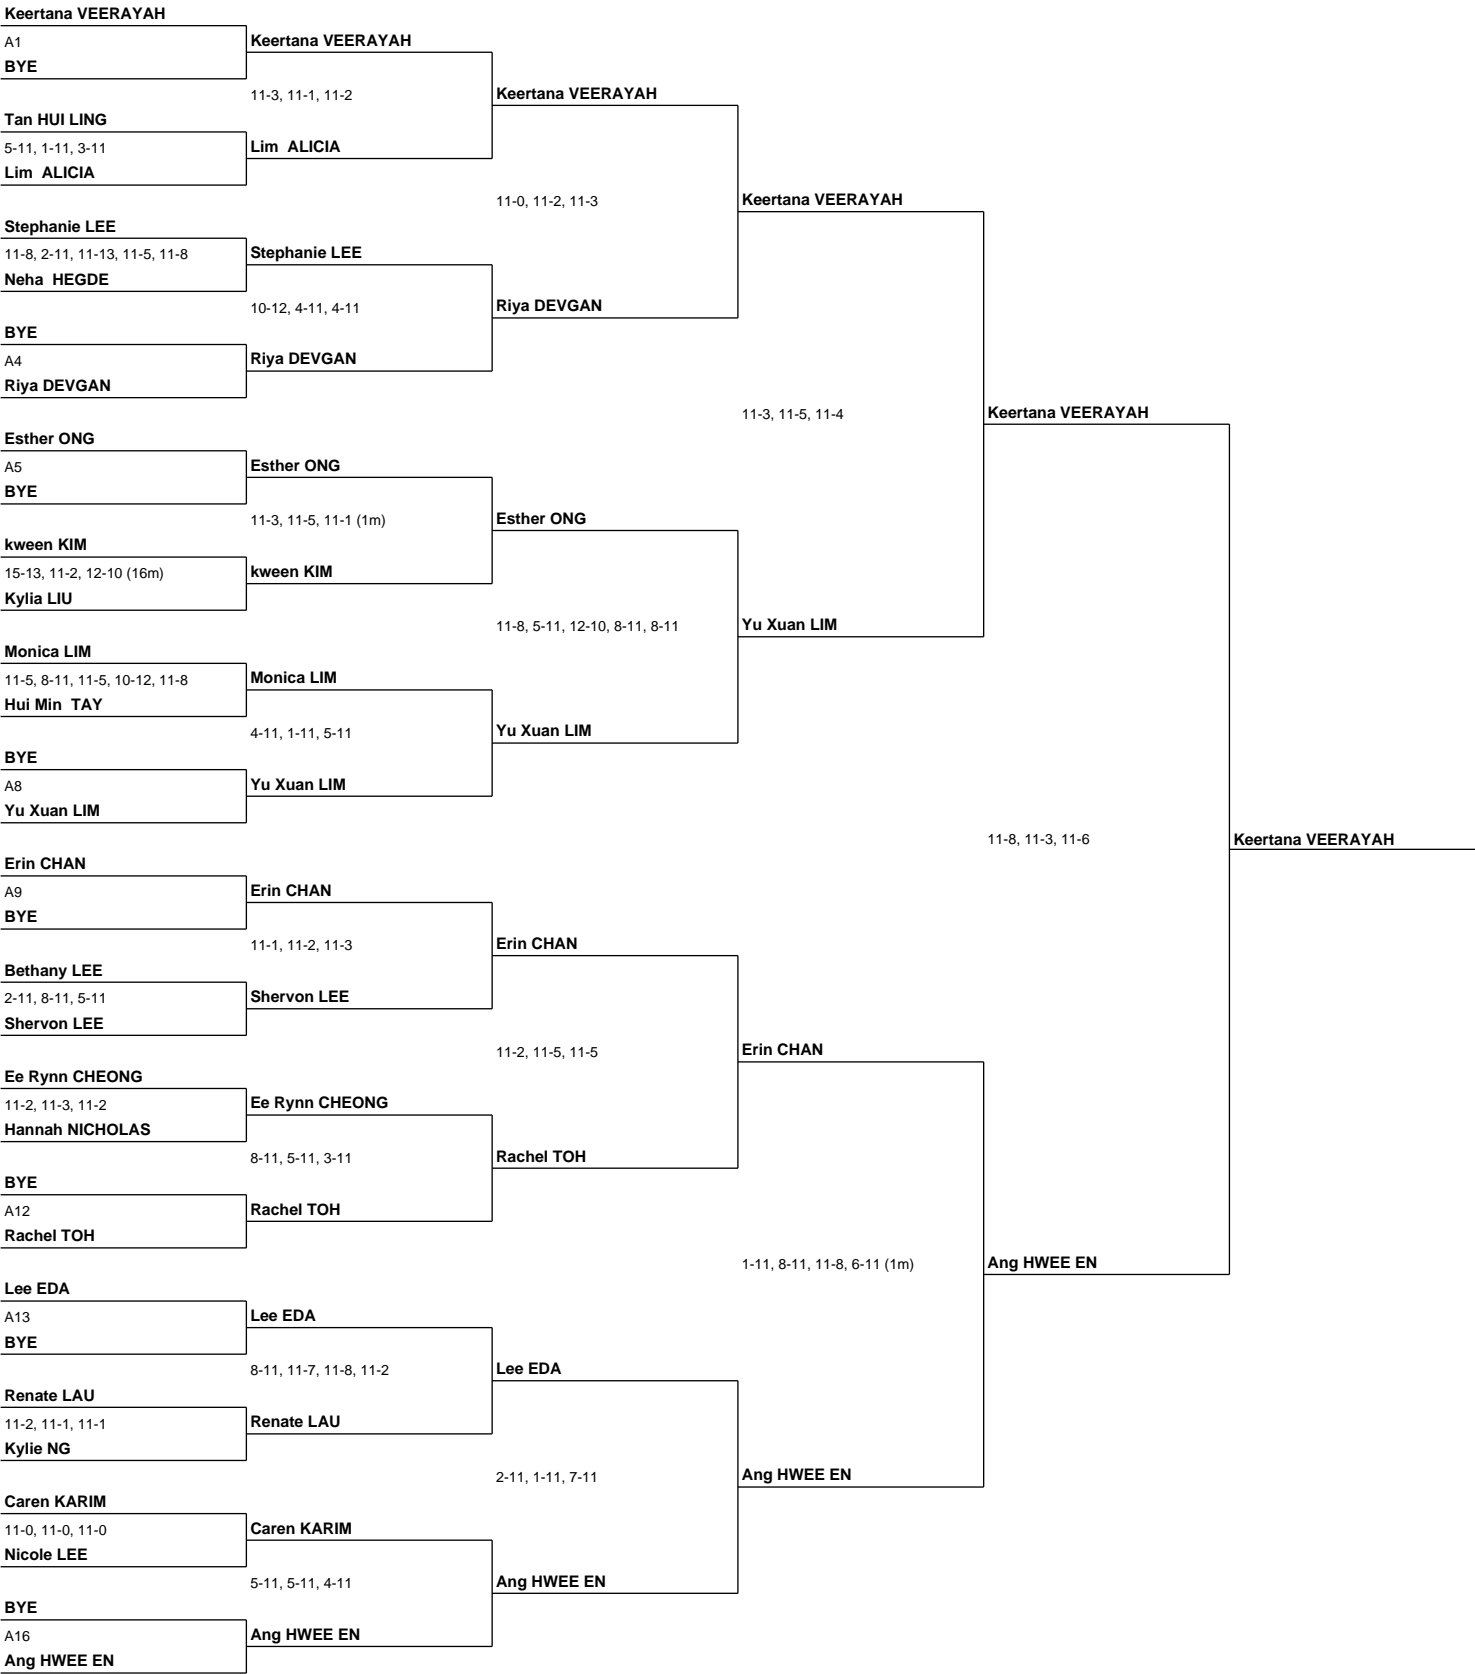 Keertana VEERAYAH
A1
BYE
Keertana VEERAYAH
11-3, 11-1, 11-2
Keertana VEERAYAH
Tan HUI LING
5-11, 1-11, 3-11
Lim  ALICIA
Lim  ALICIA
11-0, 11-2, 11-3
Keertana VEERAYAH
Stephanie LEE
11-8, 2-11, 11-13, 11-5, 11-8
Neha  HEGDE
Stephanie LEE
10-12, 4-11, 4-11
Riya DEVGAN
BYE
A4
Riya DEVGAN
Riya DEVGAN
11-3, 11-5, 11-4
Keertana VEERAYAH
Esther ONG
A5
BYE
Esther ONG
11-3, 11-5, 11-1 (1m)
Esther ONG
kween KIM
15-13, 11-2, 12-10 (16m)
Kylia LIU
kween KIM
11-8, 5-11, 12-10, 8-11, 8-11
Yu Xuan LIM
Monica LIM
11-5, 8-11, 11-5, 10-12, 11-8
Hui Min  TAY
Monica LIM
4-11, 1-11, 5-11
Yu Xuan LIM
BYE
A8
Yu Xuan LIM
Yu Xuan LIM
11-8, 11-3, 11-6
Keertana VEERAYAH
Erin CHAN
A9
BYE
Erin CHAN
11-1, 11-2, 11-3
Erin CHAN
Bethany LEE
2-11, 8-11, 5-11
Shervon LEE
Shervon LEE
11-2, 11-5, 11-5
Erin CHAN
Ee Rynn CHEONG
11-2, 11-3, 11-2
Hannah NICHOLAS
Ee Rynn CHEONG
8-11, 5-11, 3-11
Rachel TOH
BYE
A12
Rachel TOH
Rachel TOH
1-11, 8-11, 11-8, 6-11 (1m)
Ang HWEE EN
Lee EDA
A13
BYE
Lee EDA
8-11, 11-7, 11-8, 11-2
Lee EDA
Renate LAU
11-2, 11-1, 11-1
Kylie NG
Renate LAU
2-11, 1-11, 7-11
Ang HWEE EN
Caren KARIM
11-0, 11-0, 11-0
Nicole LEE
Caren KARIM
5-11, 5-11, 4-11
Ang HWEE EN
BYE
A16
Ang HWEE EN
Ang HWEE EN